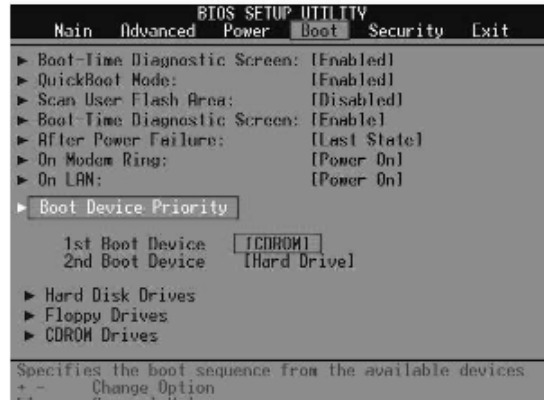 BIOS SETUP UTILITY
Main Advanced Power Boot Security Exit
► Boot-Time Diagnostic Screen: [Enabled]
► QuickBoot Mode: [Enabled]
► Scan User Flash Area: [Disabled]
► Boot-Time Diagnostic Screen: [Enable]
► After Power Failure: [Last State]
► On Modem Ring: [Power On]
► On LAN: [Power On]
► Boot Device Priority
1st Boot Device [CDROM]
2nd Boot Device [Hard Drive]
► Hard Disk Drives
► Floppy Drives
► CDROM Drives
Specifies the boot sequence from the available devices
+ - Change Option